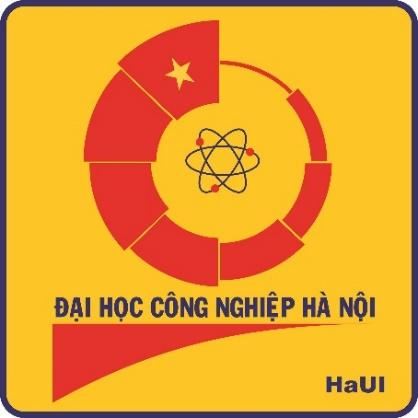 ĐẠI HỌC CÔNG NGHIỆP HÀ NỘI
HaUI